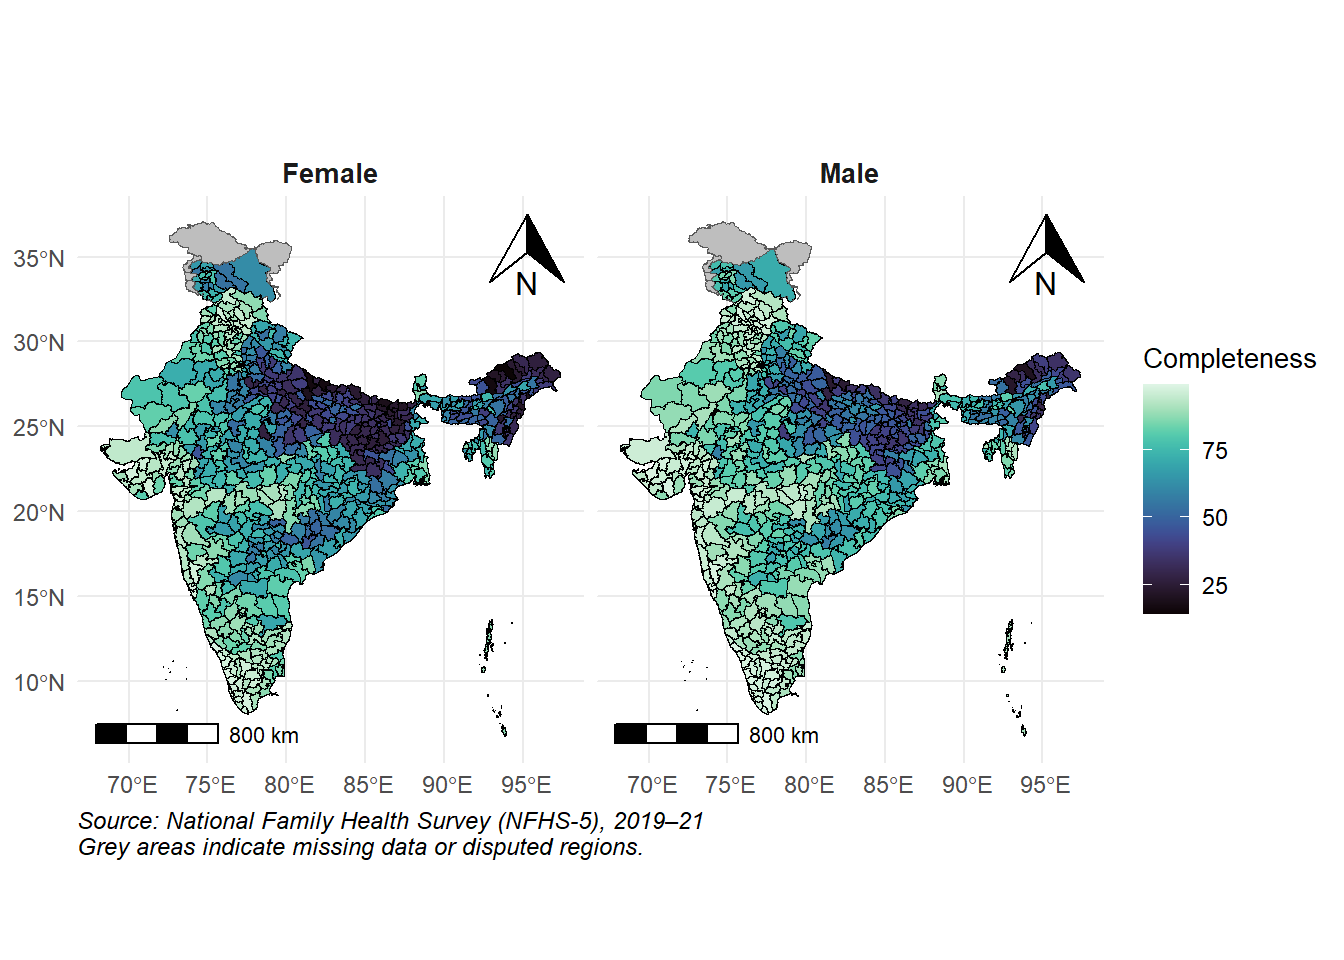 Female
Male
35°N
30°N
25°N
20°N
15°N
10°N
N
N
800 km
800 km
70°E 75°E 80°E 85°E 90°E 95°E
70°E 75°E 80°E 85°E 90°E 95°E
Completeness
75
50
25
Source: National Family Health Survey (NFHS-5), 2019–21
Grey areas indicate missing data or disputed regions.